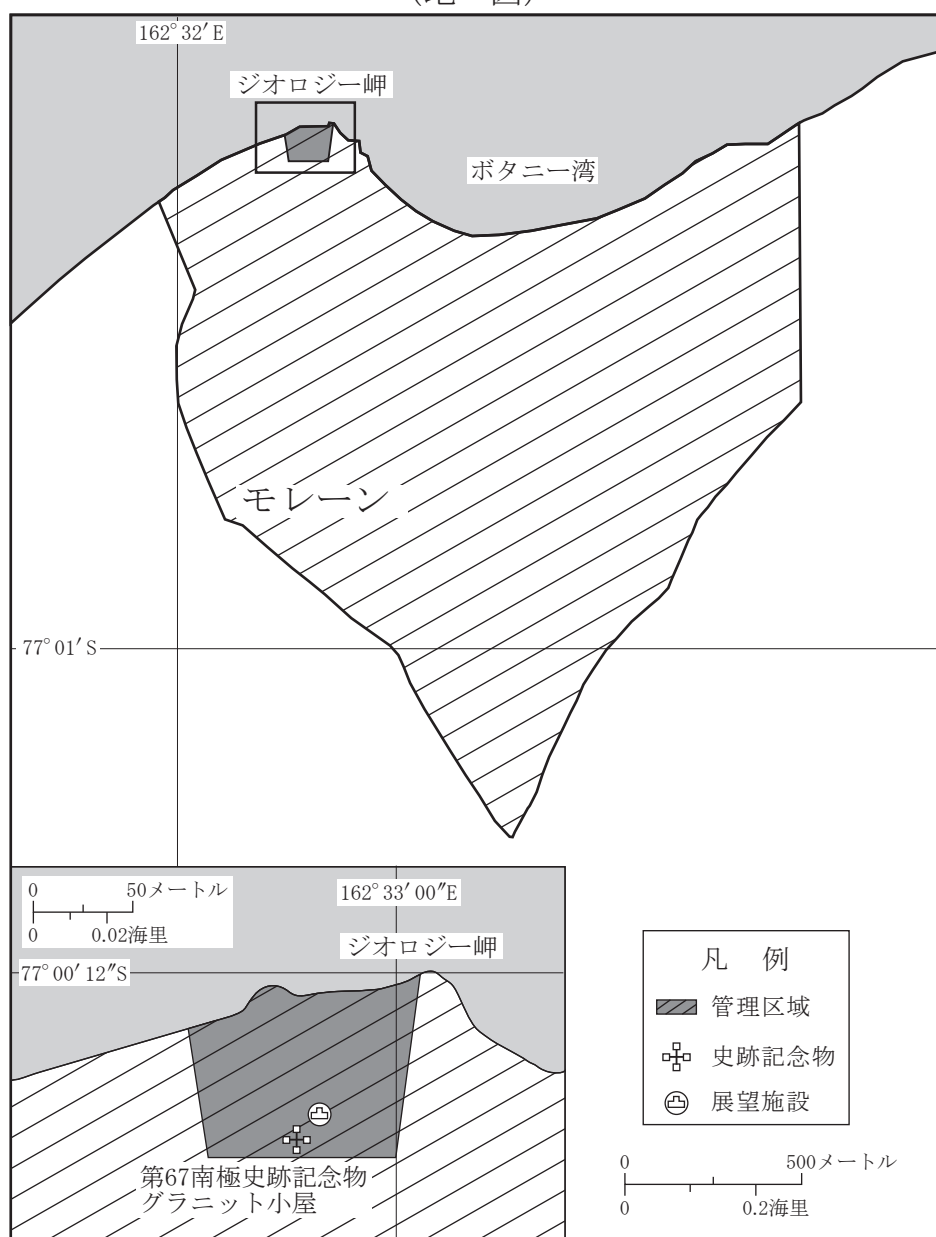 (地 図)
162°32′E
ジオロジー岬
ボタニー湾
モレーン
77°01′S
0 50メートル
0 0.02海里
162°33′00″E
ジオロジー岬
77°00′12″S
第67南極史跡記念物
グラニット小屋
凡 例
管理区域
史跡記念物
展望施設
0 500メートル
0 0.2海里